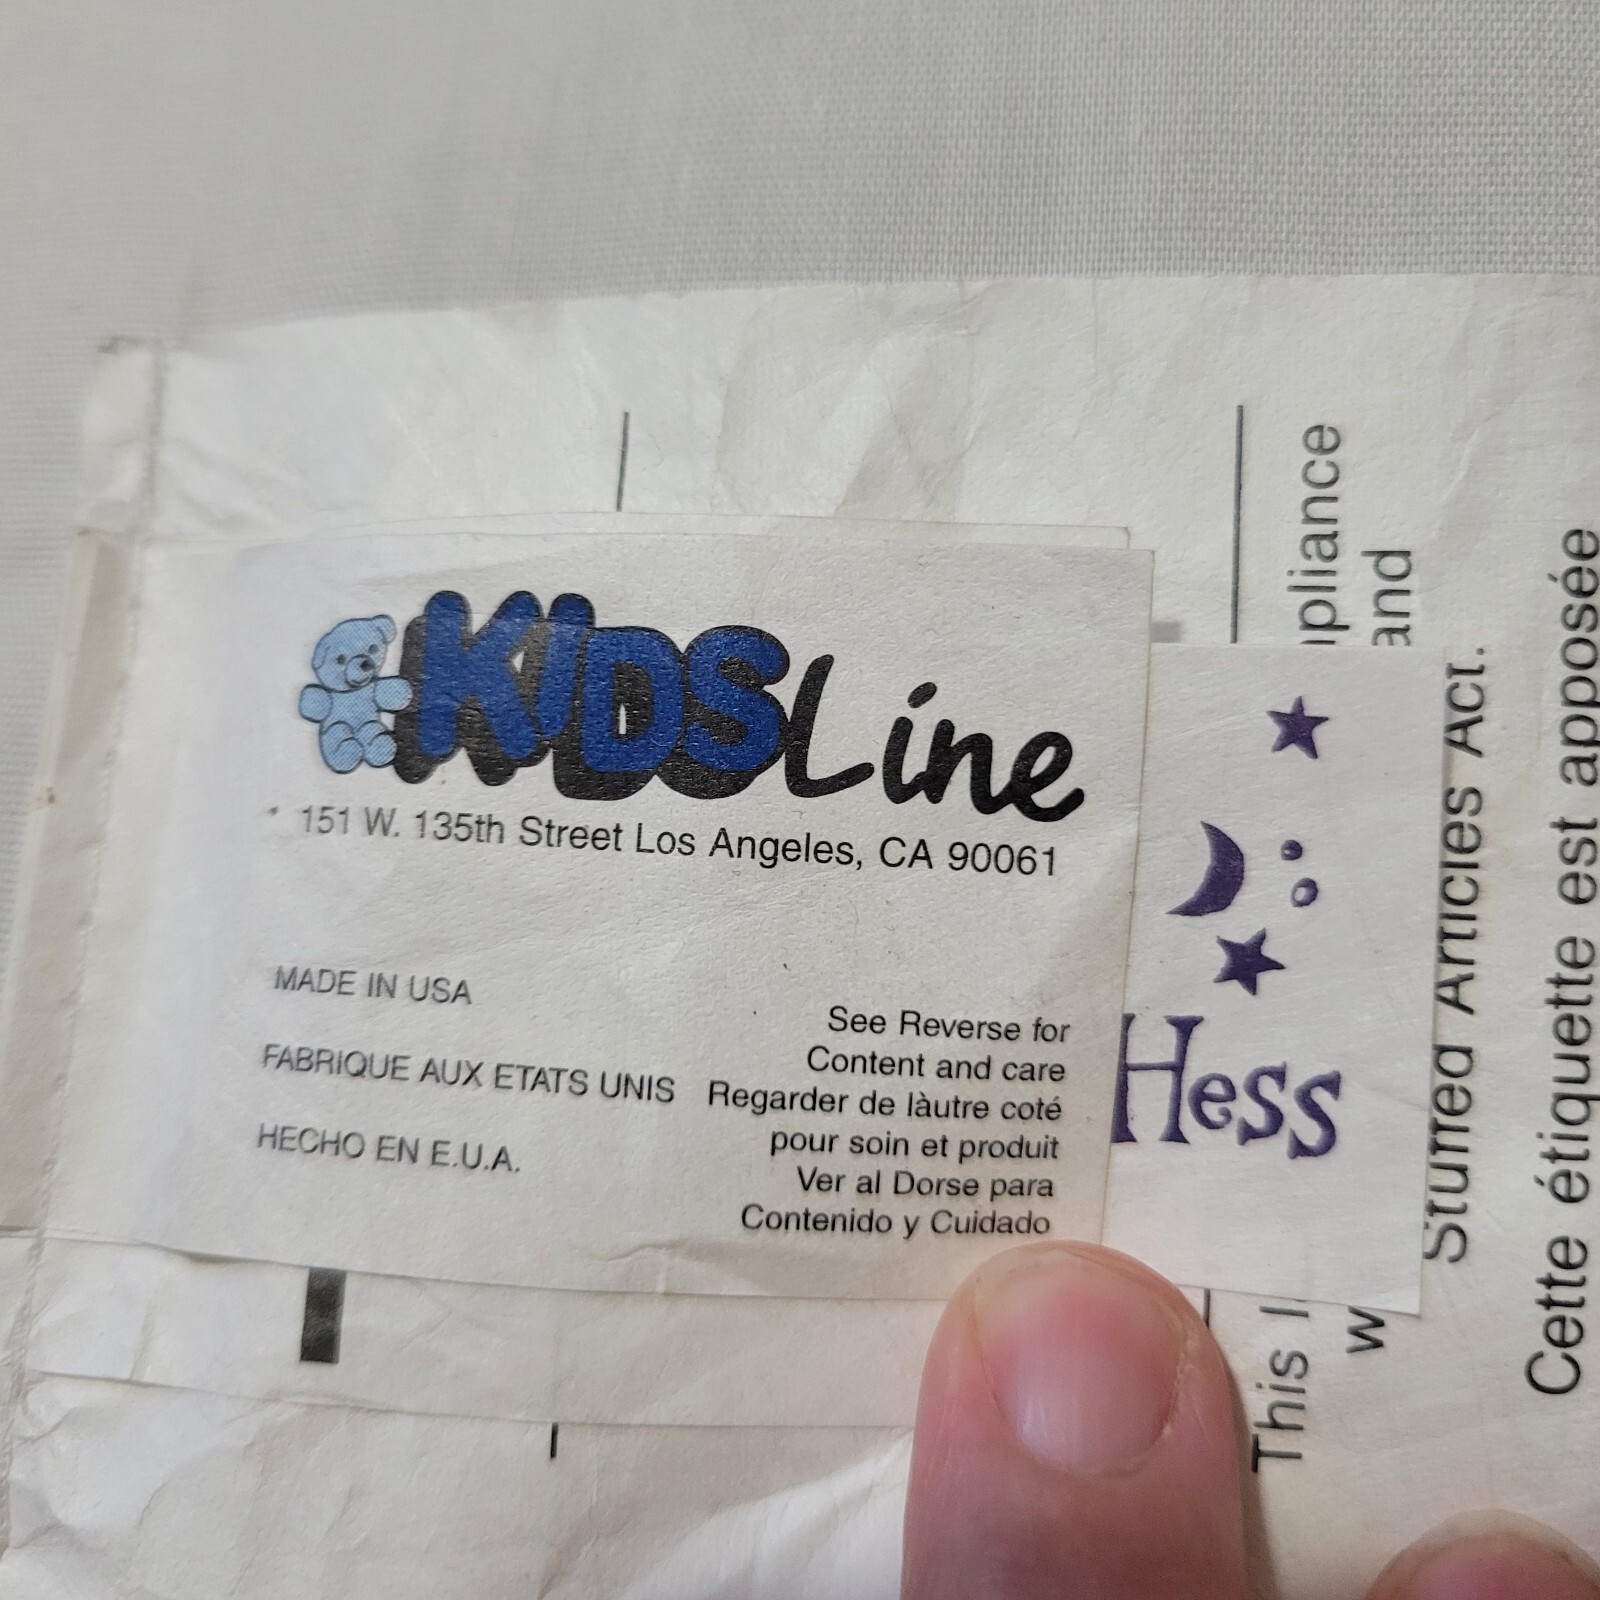 KIDSLine
151 W. 135th Street Los Angeles, CA 90061
MADE IN USA
FABRIQUE AUX ETATS UNIS
HECHO EN E.U.A.
See Reverse for
Content and care
Regarder de làutre coté
pour soin et produit
Ver al Dorse para
Contenido y Cuidado
Hess
This
and
Stuffed Articles Act.
Cette étiquette est apposée